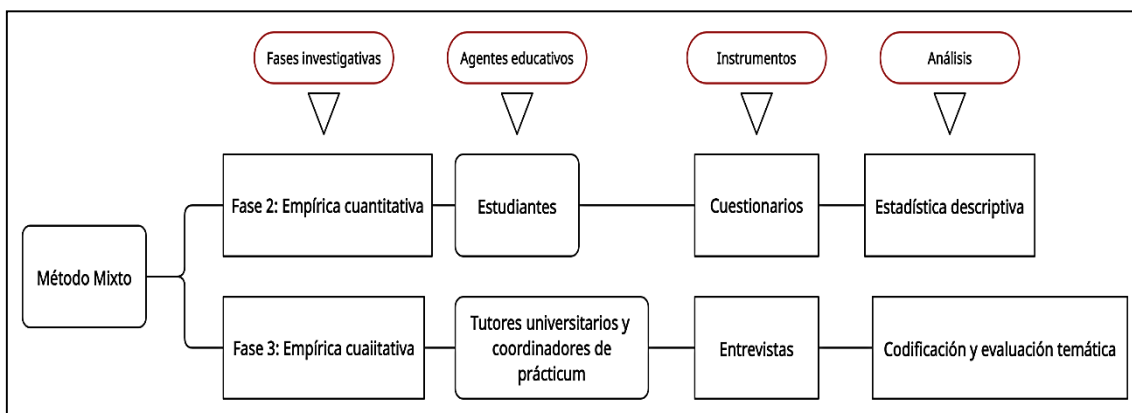 Fases investigativas
Agentes educativos
Instrumentos
Análisis
Fase 2: Empírica cuantitativa
Estudiantes
Cuestionarios
Estadística descriptiva
Método Mixto
Fase 3: Empírica cuaiitativa
Tutores universitarios y
coordinadores de
prácticum
Entrevistas
Codificación y evaluación temática